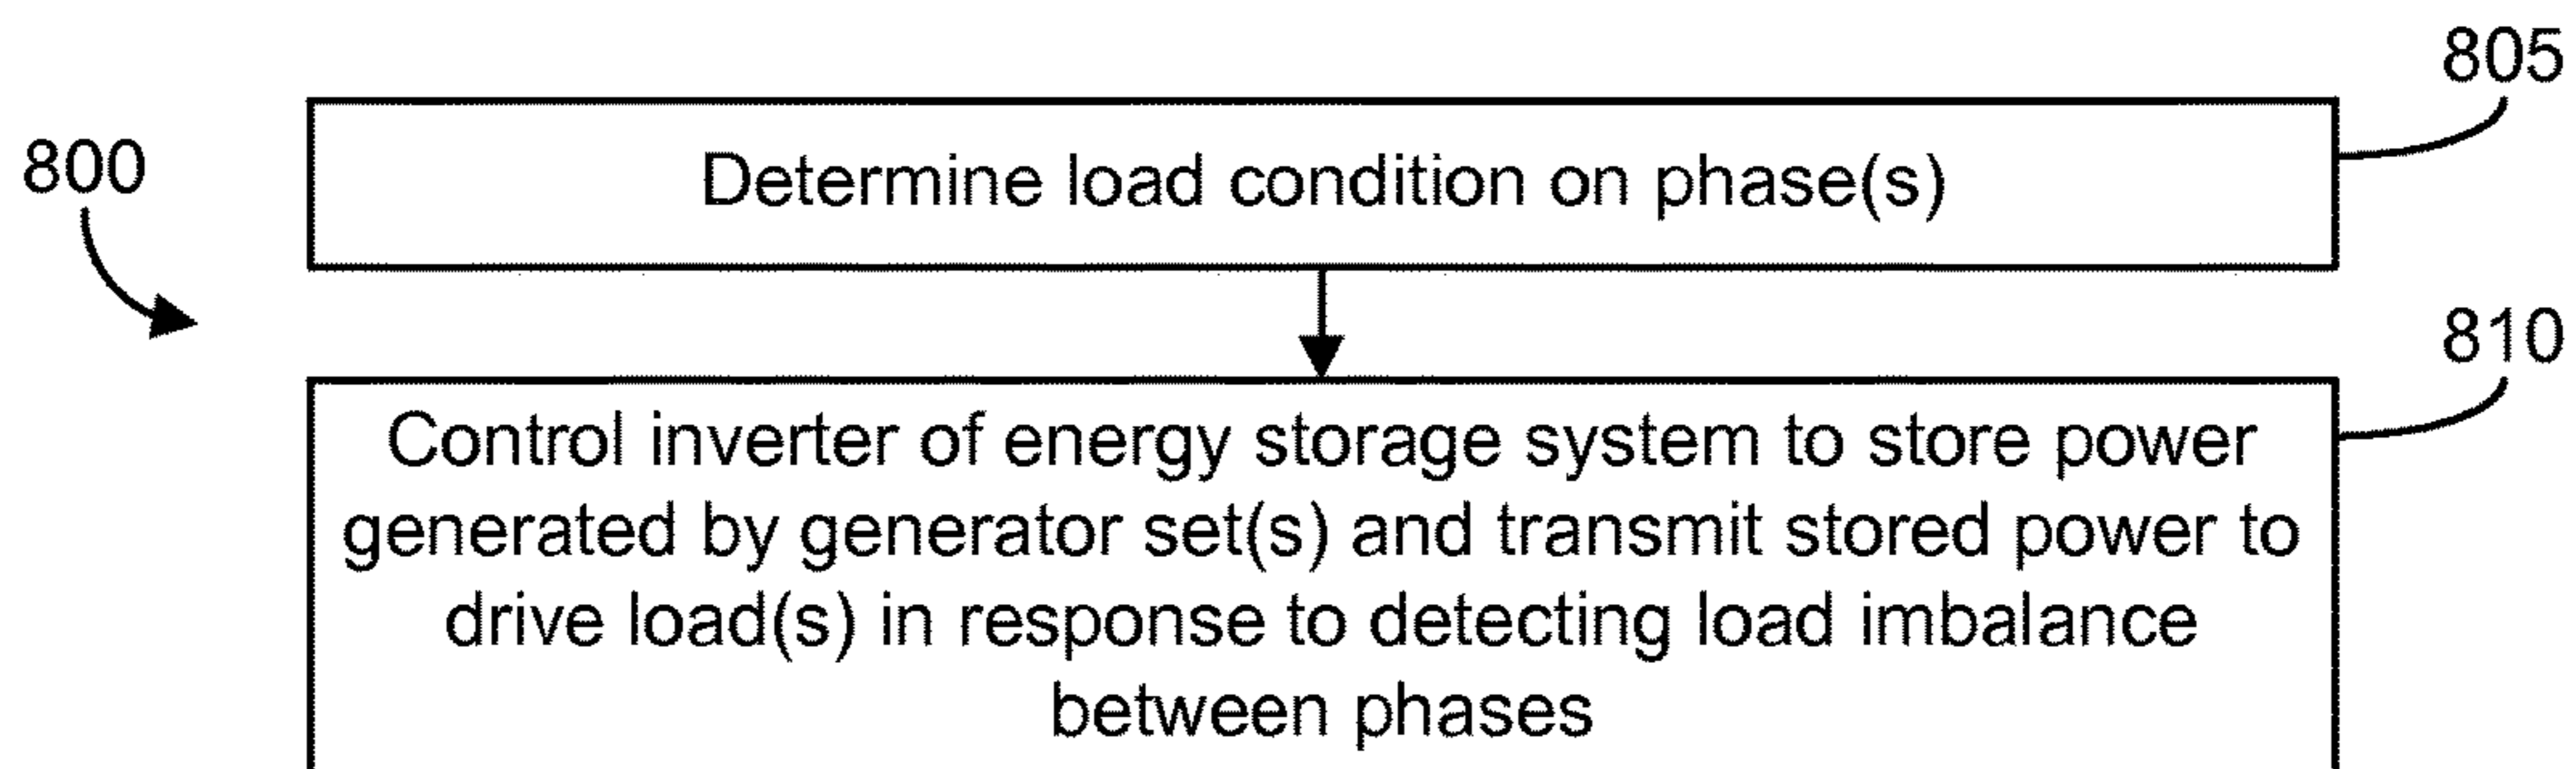 805
800
Determine load condition on phase(s)
810
Control inverter of energy storage system to store power
generated by generator set(s) and transmit stored power to
drive load(s) in response to detecting load imbalance
between phases